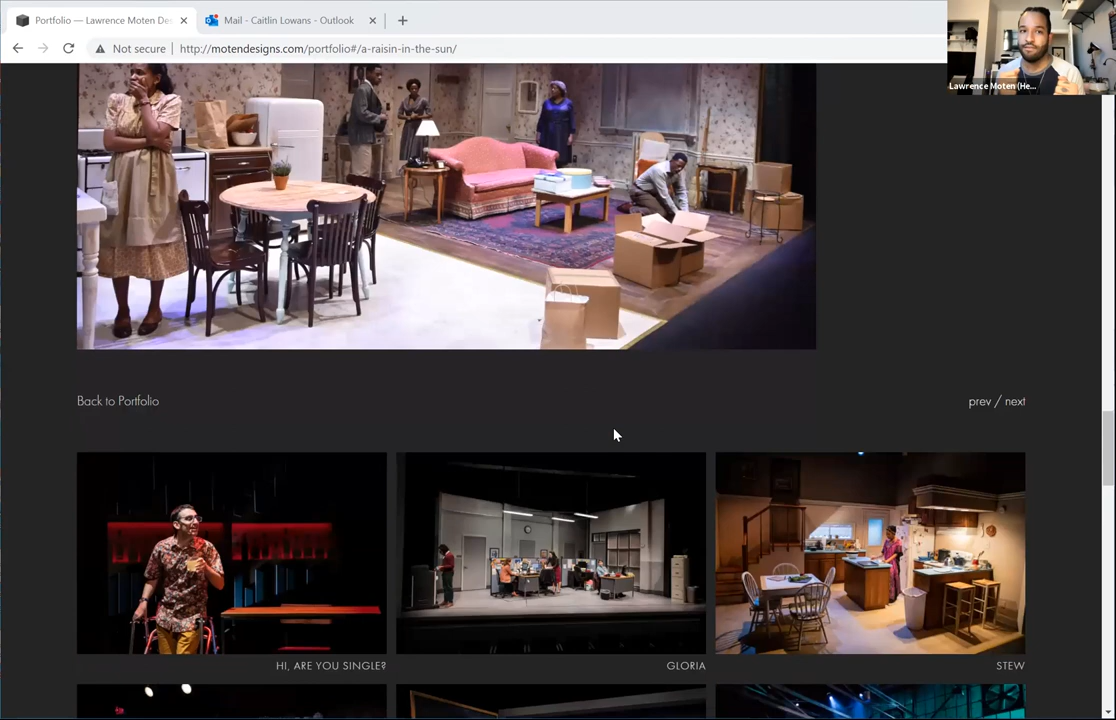 Portfolio — Lawrence Moten De
Mail - Caitlin Lowans - Outlook
Not secure | http://motendesigns.com/portfolio#/a-raisin-in-the-sun/
Lawrence Moten (He...
Back to Portfolio
prev / next
HI, ARE YOU SINGLE?
GLORIA
STEW